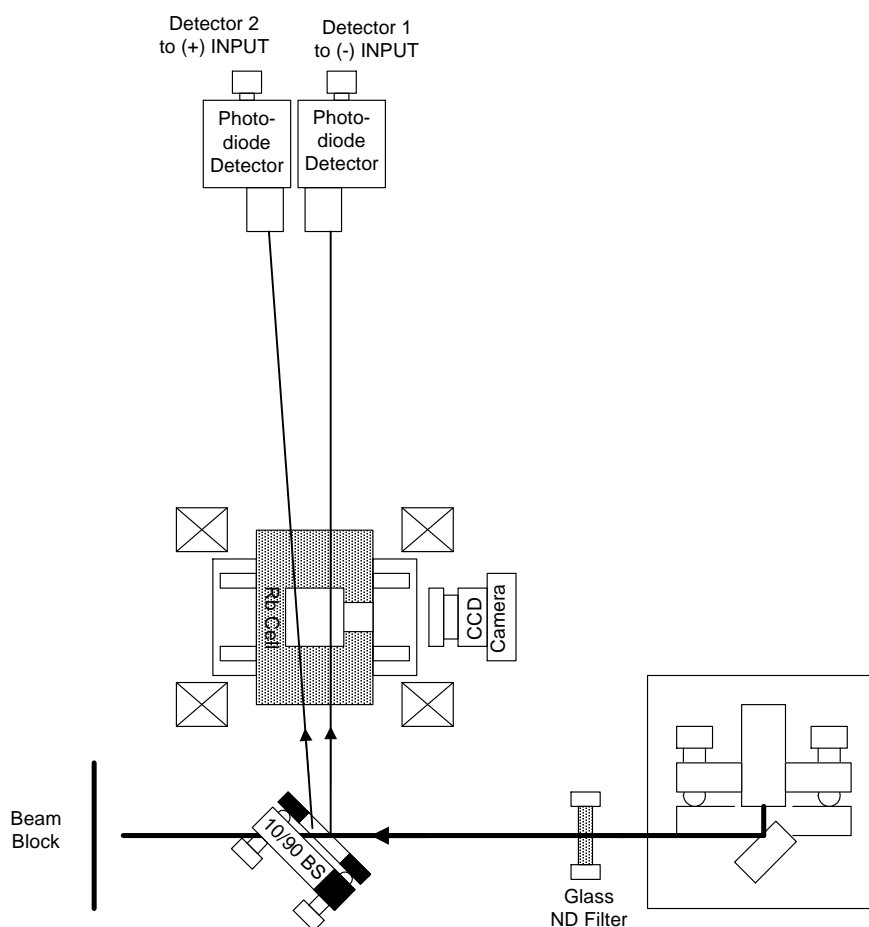 Detector 2
to (+) INPUT
Detector 1
to (-) INPUT
Photo-
diode
Detector
Photo-
diode
Detector
Rb Cell
CCD
Camera
Beam
Block
10/90 BS
Glass
ND Filter